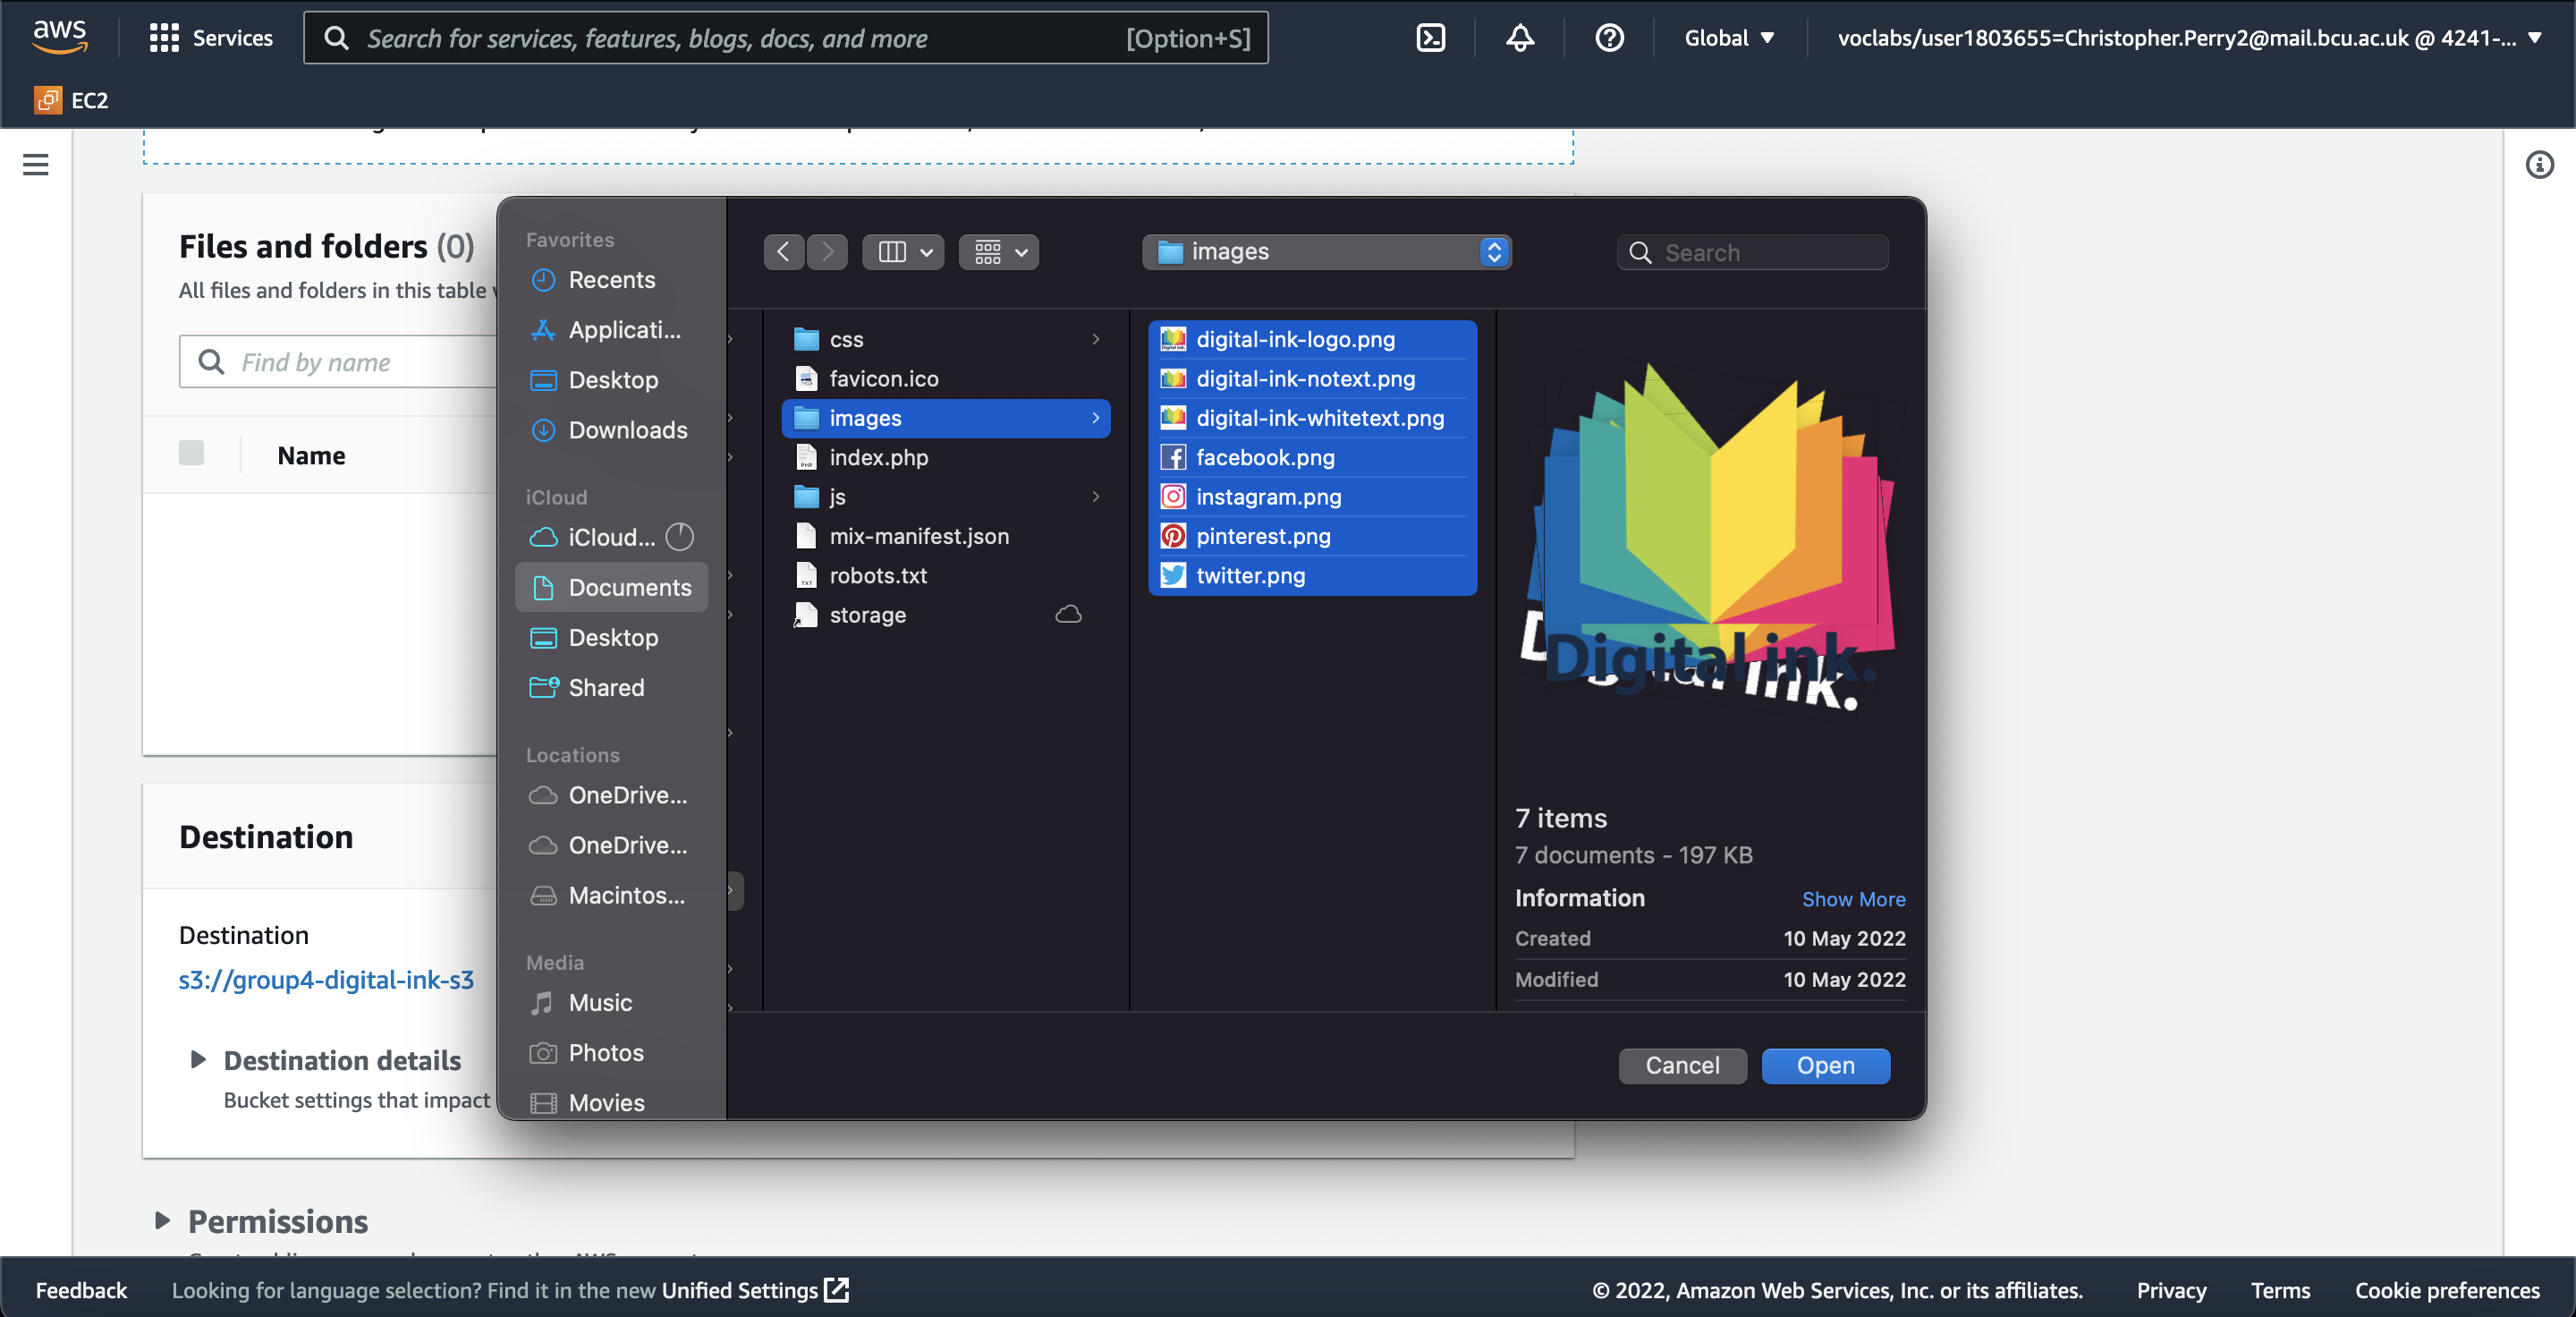 aws
Services
Search for services, features, blogs, docs, and more
[Option+S]
Global
voclabs/user1803655=Christopher.Perry2@mail.bcu.ac.uk @ 4241-...
EC2
Files and folders (0)
All files and folders in this table
Find by name
Name
Destination
Destination
s3://group4-digital-ink-s3
Destination details
Bucket settings that impact
Permissions
Favorites
Recents
Applicati...
Desktop
Downloads
iCloud
iCloud...
Documents
Desktop
Shared
Locations
OneDrive...
OneDrive...
Macintos...
Media
Music
Photos
Movies
images
Search
css
favicon.ico
images
index.php
js
mix-manifest.json
robots.txt
storage
digital-ink-logo.png
digital-ink-notext.png
digital-ink-whitetext.png
facebook.png
instagram.png
pinterest.png
twitter.png
Digital ink.
7 items
7 documents - 197 KB
Information
Show More
Created
10 May 2022
Modified
10 May 2022
Cancel
Open
Feedback
Looking for language selection? Find it in the new Unified Settings
© 2022, Amazon Web Services, Inc. or its affiliates.
Privacy
Terms
Cookie preferences